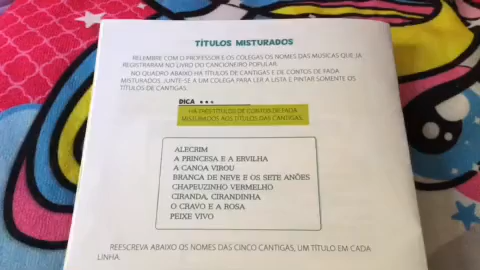 TÍTULOS MISTURADOS
RELEMBRE COM O PROFESSOR E OS COLEGAS OS NOMES DAS MÚSICAS QUE JÁ
REGISTRARAM NO LIVRO DO CANCIONEIRO POPULAR.
NO QUADRO ABAIXO HÁ TÍTULOS DE CANTIGAS E DE CONTOS DE FADA
MISTURADOS. JUNTE-SE A UM COLEGA PARA LER A LISTA E PINTAR SOMENTE OS
TÍTULOS DE CANTIGAS.
DICA
HÁ TRÊS TÍTULOS DE CONTOS DE FADA
MISTURADOS AOS TÍTULOS DAS CANTIGAS.
ALECRIM
A PRINCESA E A ERVILHA
A CANOA VIROU
BRANCA DE NEVE E OS SETE ANÕES
CHAPEUZINHO VERMELHO
CIRANDA, CIRANDINHA
O CRAVO E A ROSA
PEIXE VIVO
REESCREVA ABAIXO OS NOMES DAS CINCO CANTIGAS, UM TÍTULO EM CADA
LINHA.